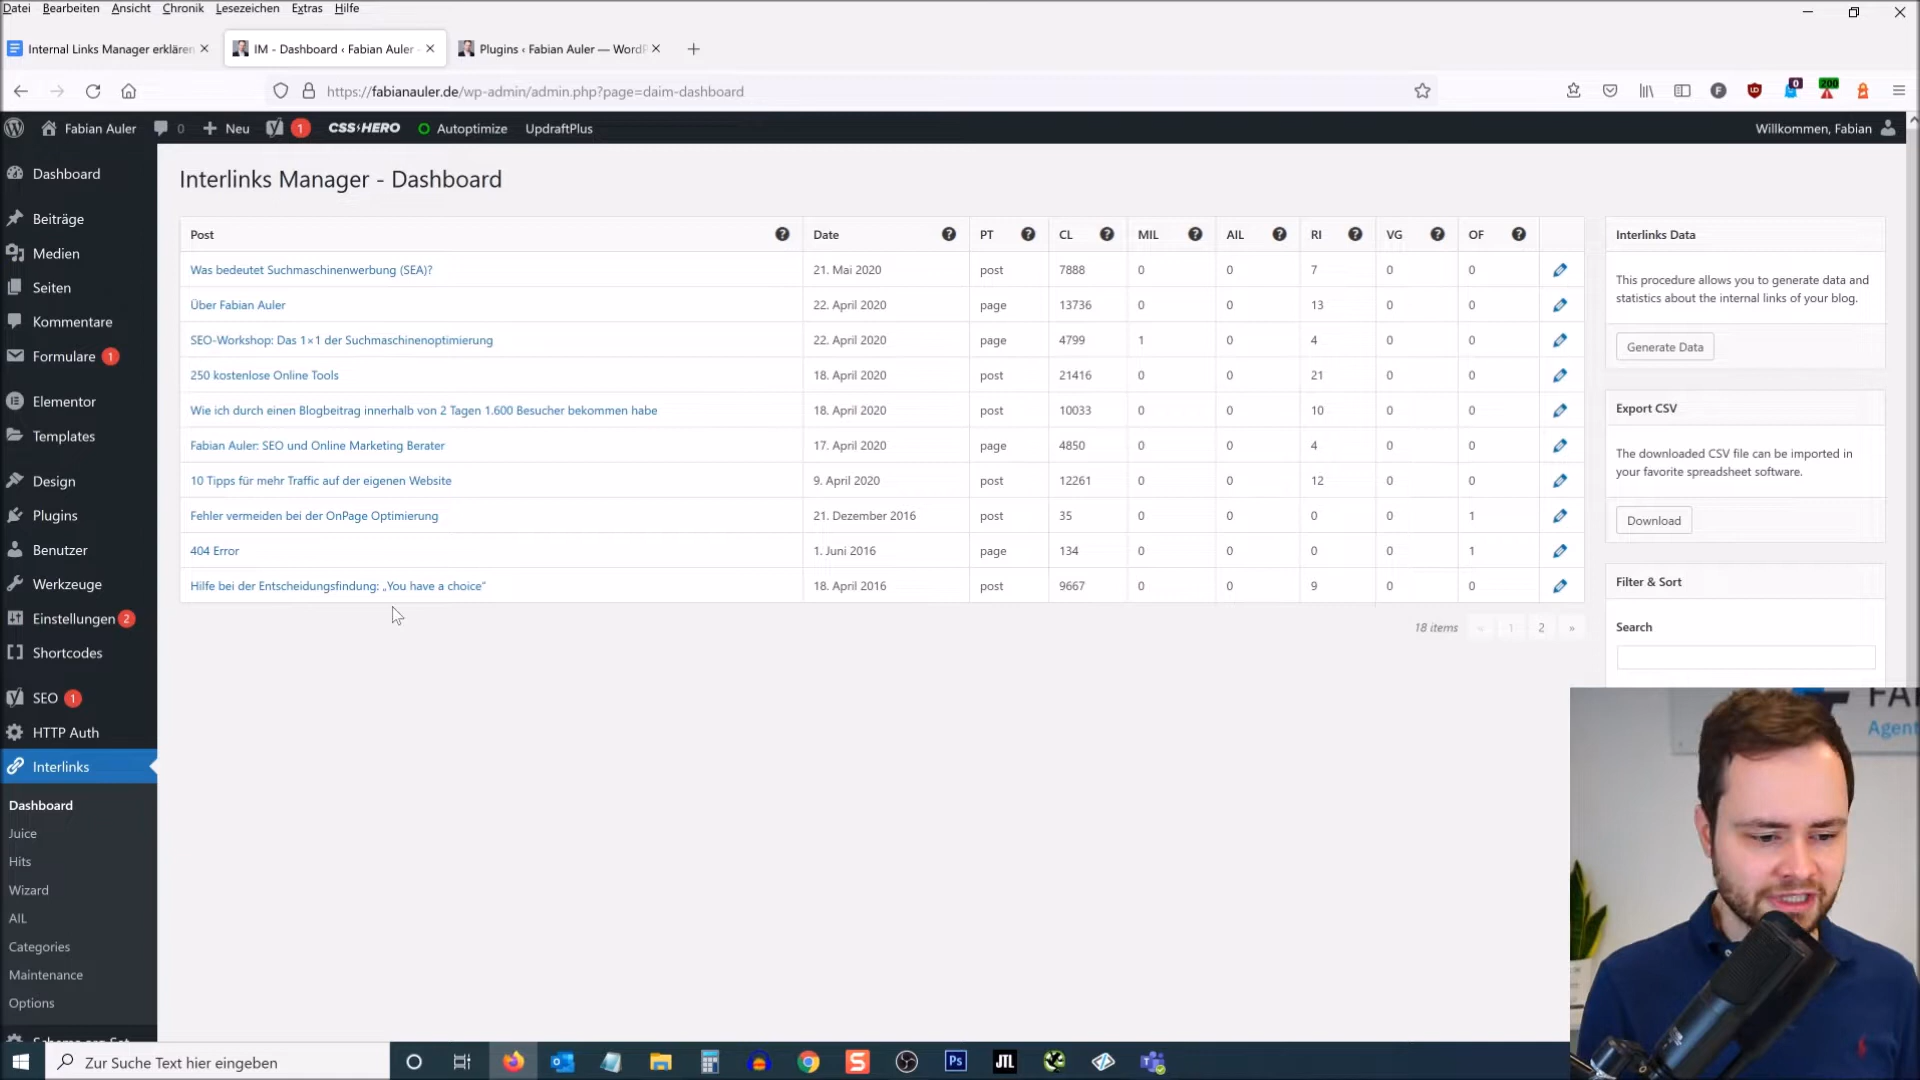 Datei Bearbeiten Ansicht Chronik Lesezeichen Extras Hilfe
Internal Links Manager erklären
IM - Dashboard ‹ Fabian Auler -
Plugins ‹ Fabian Auler — WordP
https://fabianauler.de/wp-admin/admin.php?page=daim-dashboard
0
200
Fabian Auler 0 Neu 1 CSS HERO Autoptimize UpdraftPlus Willkommen, Fabian
Dashboard
Beiträge
Medien
Seiten
Kommentare
Formulare 1
Elementor
Templates
Design
Plugins
Benutzer
Werkzeuge
Einstellungen 2
Shortcodes
SEO 1
HTTP Auth
Interlinks
Dashboard
Juice
Hits
Wizard
AIL
Categories
Maintenance
Options
Interlinks Manager - Dashboard
Post Date PT CL MIL AIL RI VG OF
Was bedeutet Suchmaschinenwerbung (SEA)? 21. Mai 2020 post 7888 0 0 7 0 0
Über Fabian Auler 22. April 2020 page 13736 0 0 13 0 0
SEO-Workshop: Das 1×1 der Suchmaschinenoptimierung 22. April 2020 page 4799 1 0 4 0 0
250 kostenlose Online Tools 18. April 2020 post 21416 0 0 21 0 0
Wie ich durch einen Blogbeitrag innerhalb von 2 Tagen 1.600 Besucher bekommen habe 18. April 2020 post 10033 0 0 10 0 0
Fabian Auler: SEO und Online Marketing Berater 17. April 2020 page 4850 0 0 4 0 0
10 Tipps für mehr Traffic auf der eigenen Website 9. April 2020 post 12261 0 0 12 0 0
Fehler vermeiden bei der OnPage Optimierung 21. Dezember 2016 post 35 0 0 0 0 1
404 Error 1. Juni 2016 page 134 0 0 0 0 1
Hilfe bei der Entscheidungsfindung: „You have a choice“ 18. April 2016 post 9667 0 0 9 0 0
18 items « 1 2 »
Interlinks Data
This procedure allows you to generate data and
statistics about the internal links of your blog.
Generate Data
Export CSV
The downloaded CSV file can be imported in
your favorite spreadsheet software.
Download
Filter & Sort
Search
FA
Agent
Zur Suche Text hier eingeben
Ps
JTL